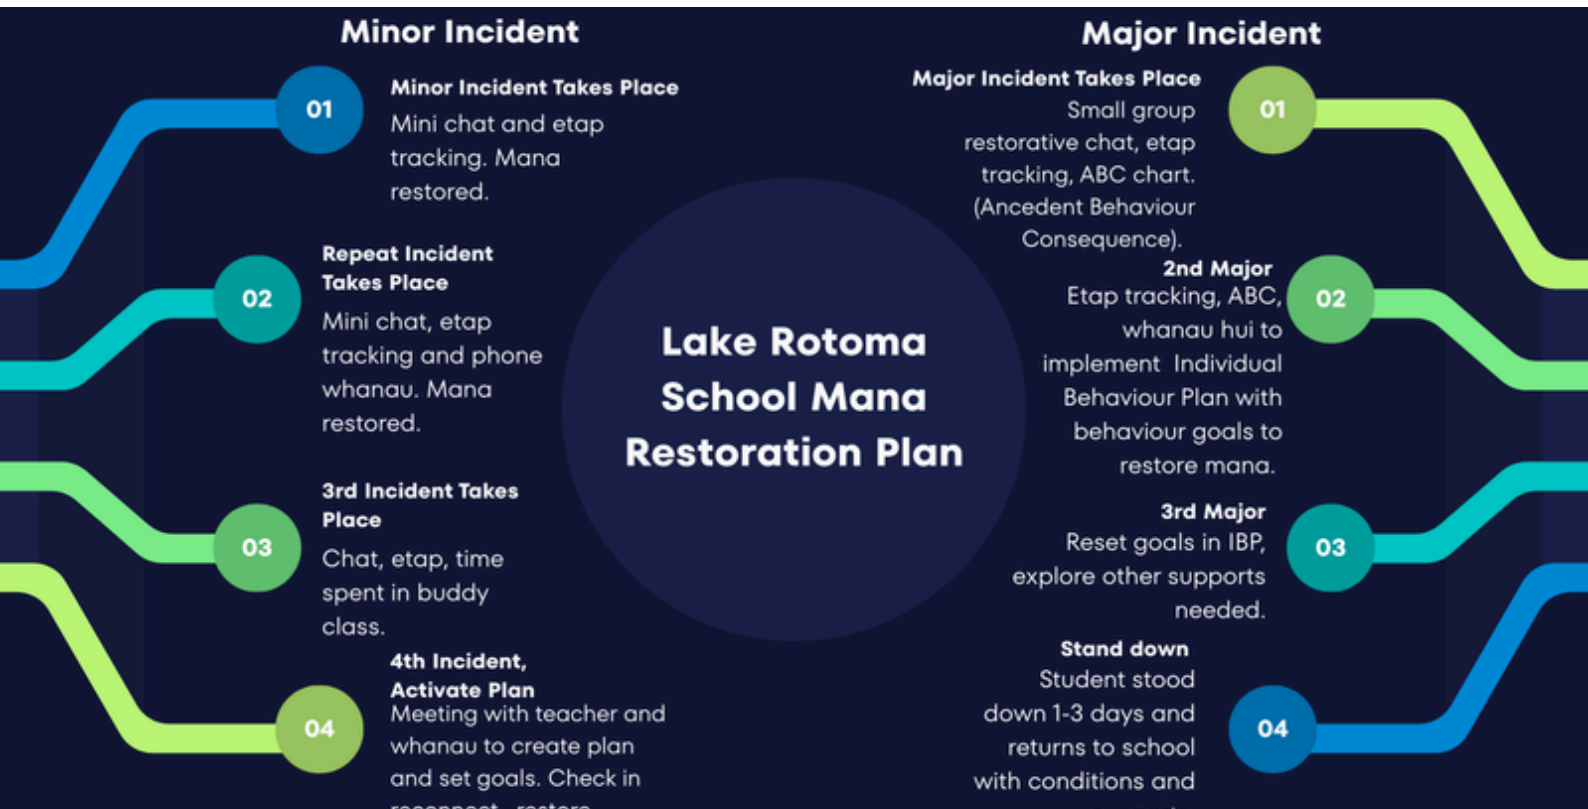 Minor Incident
01
Minor Incident Takes Place
Mini chat and etap
tracking. Mana
restored.
02
Repeat Incident
Takes Place
Mini chat, etap
tracking and phone
whanau. Mana
restored.
03
3rd Incident Takes
Place
Chat, etap, time
spent in buddy
class.
04
4th Incident,
Activate Plan
Meeting with teacher and
whanau to create plan
and set goals. Check in
Lake Rotoma
School Mana
Restoration Plan
Major Incident
Major Incident Takes Place
01
Small group
restorative chat, etap
tracking, ABC chart.
(Ancedent Behaviour
Consequence).
2nd Major
02
Etap tracking, ABC,
whanau hui to
implement  Individual
Behaviour Plan with
behaviour goals to
restore mana.
3rd Major
03
Reset goals in IBP,
explore other supports
needed.
Stand down
04
Student stood
down 1-3 days and
returns to school
with conditions and